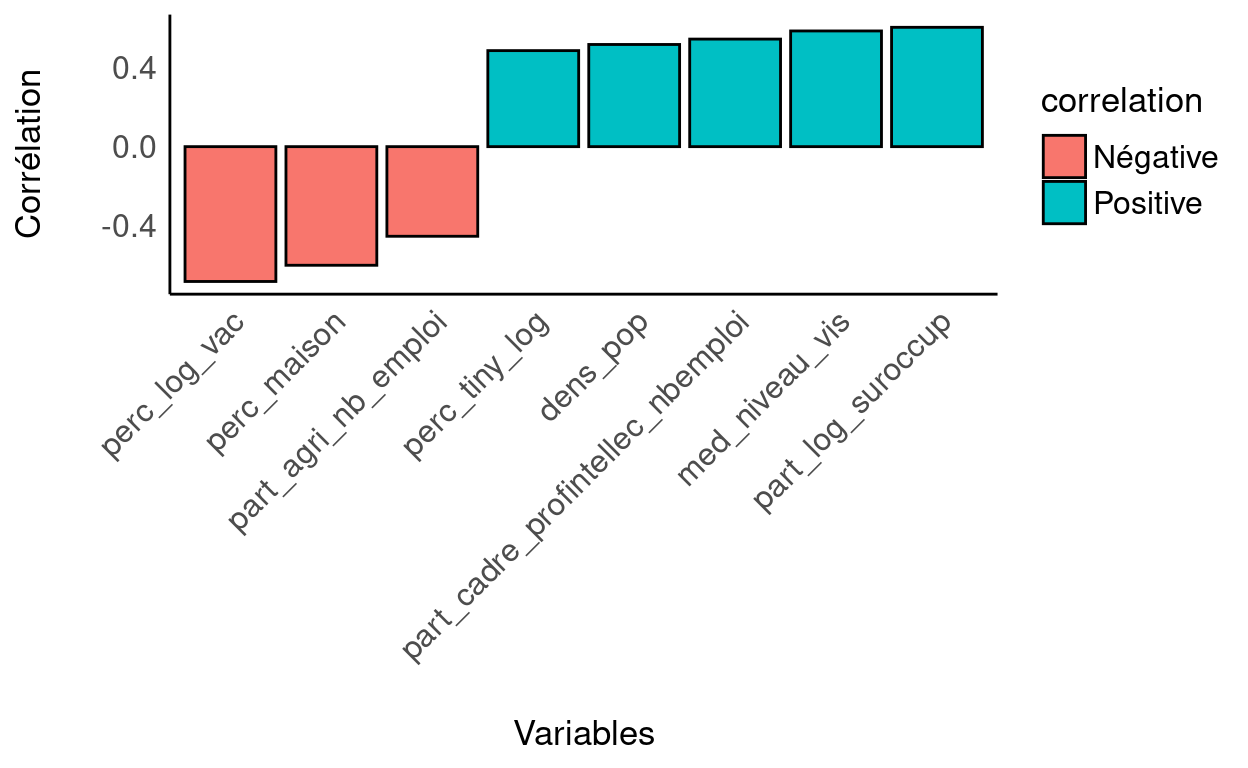 Corrélation
0.4
0.0
-0.4
perc_log_vac
perc_maison
part_agri_nb_emploi
perc_tiny_log
dens_pop
part_cadre_profintellec_nbemploi
med_niveau_vis
part_log_suroccup
Variables
correlation
Négative
Positive